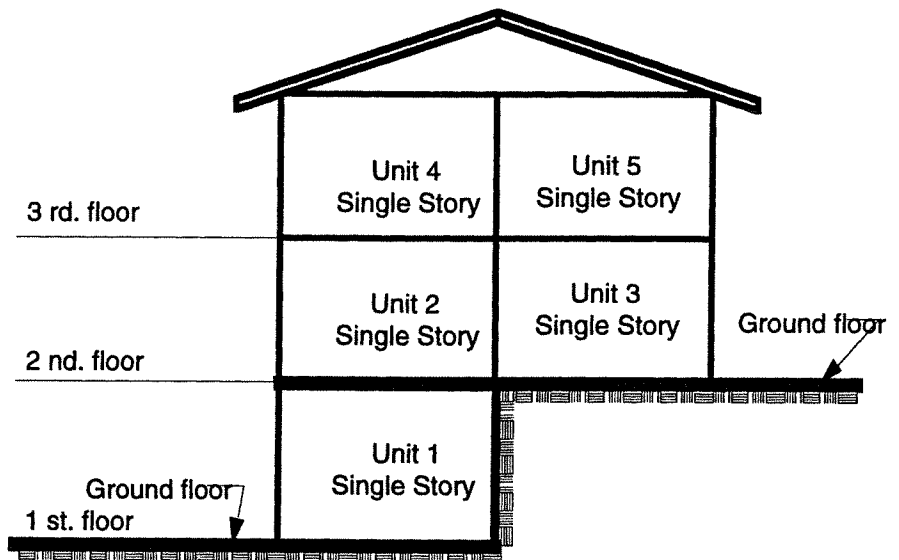 Unit 4
Single Story
Unit 5
Single Story
3 rd. floor
Unit 2
Single Story
Unit 3
Single Story
Ground floor
2 nd. floor
Unit 1
Single Story
Ground floor
1 st. floor